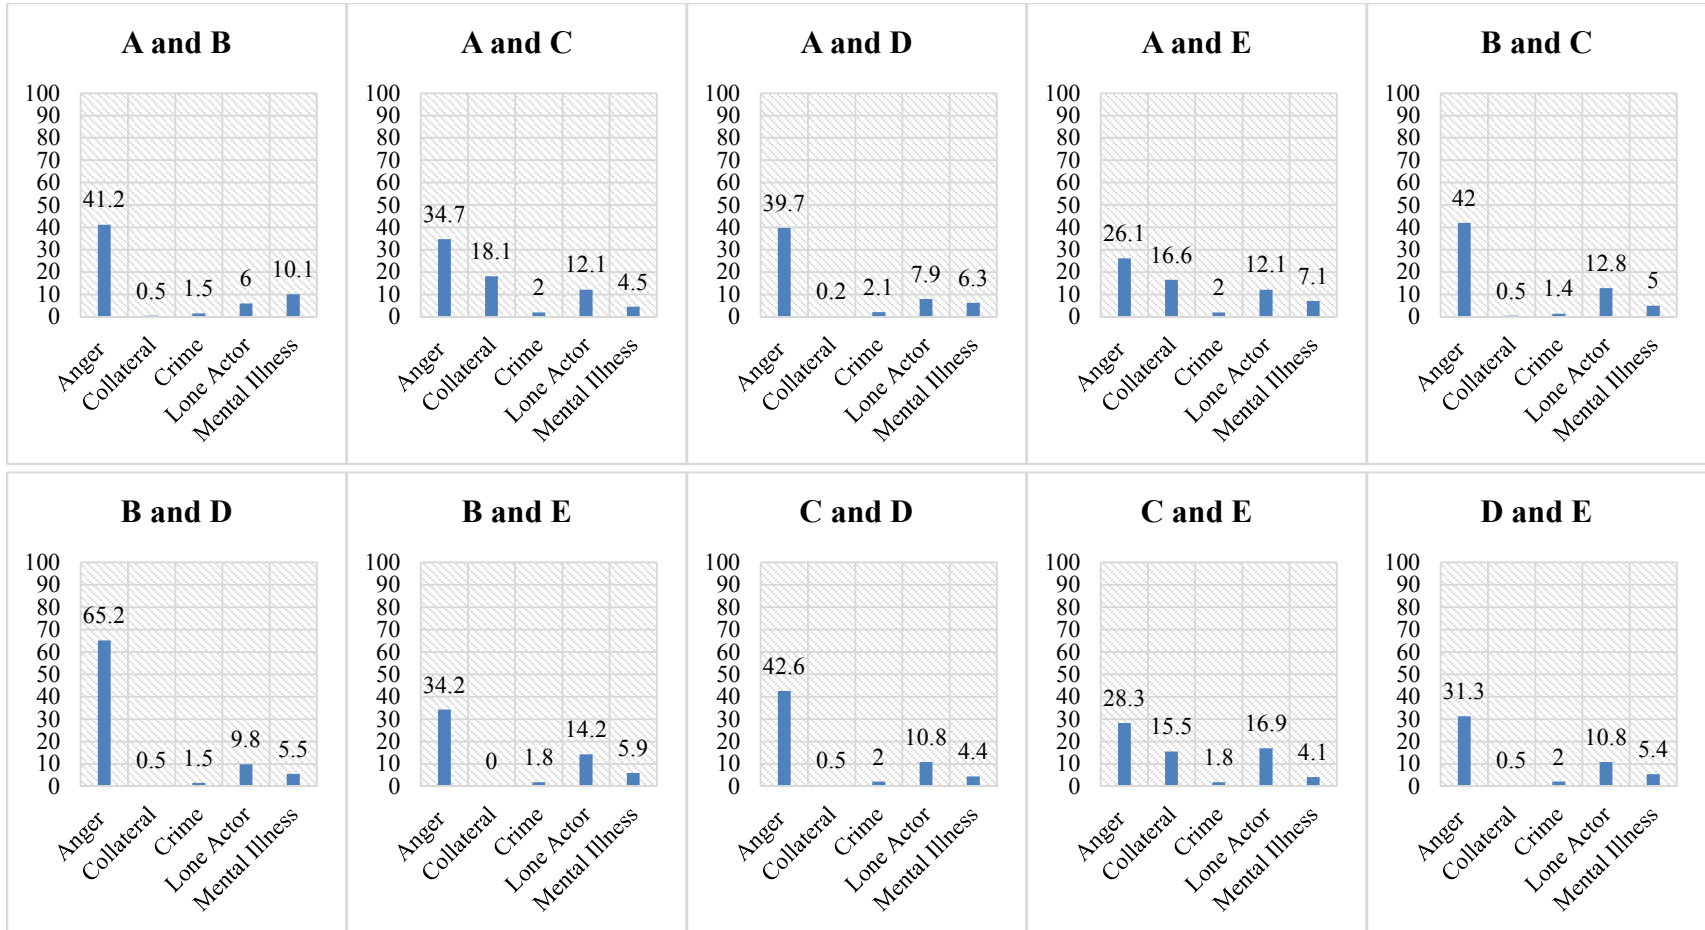 A and B
100
90
80
70
60
50
40
30
20
10
0
41.2
0.5
1.5
6
10.1
Anger
Collateral
Crime
Lone Actor
Mental Illness
A and C
100
90
80
70
60
50
40
30
20
10
0
34.7
18.1
2
12.1
4.5
Anger
Collateral
Crime
Lone Actor
Mental Illness
A and D
100
90
80
70
60
50
40
30
20
10
0
39.7
0.2
2.1
7.9
6.3
Anger
Collateral
Crime
Lone Actor
Mental Illness
A and E
100
90
80
70
60
50
40
30
20
10
0
26.1
16.6
2
12.1
7.1
Anger
Collateral
Crime
Lone Actor
Mental Illness
B and C
100
90
80
70
60
50
40
30
20
10
0
42
0.5
1.4
12.8
5
Anger
Collateral
Crime
Lone Actor
Mental Illness
B and D
100
90
80
70
60
50
40
30
20
10
0
65.2
0.5
1.5
9.8
5.5
Anger
Collateral
Crime
Lone Actor
Mental Illness
B and E
100
90
80
70
60
50
40
30
20
10
0
34.2
0
1.8
14.2
5.9
Anger
Collateral
Crime
Lone Actor
Mental Illness
C and D
100
90
80
70
60
50
40
30
20
10
0
42.6
0.5
2
10.8
4.4
Anger
Collateral
Crime
Lone Actor
Mental Illness
C and E
100
90
80
70
60
50
40
30
20
10
0
28.3
15.5
1.8
16.9
4.1
Anger
Collateral
Crime
Lone Actor
Mental Illness
D and E
100
90
80
70
60
50
40
30
20
10
0
31.3
0.5
2
10.8
5.4
Anger
Collateral
Crime
Lone Actor
Mental Illness